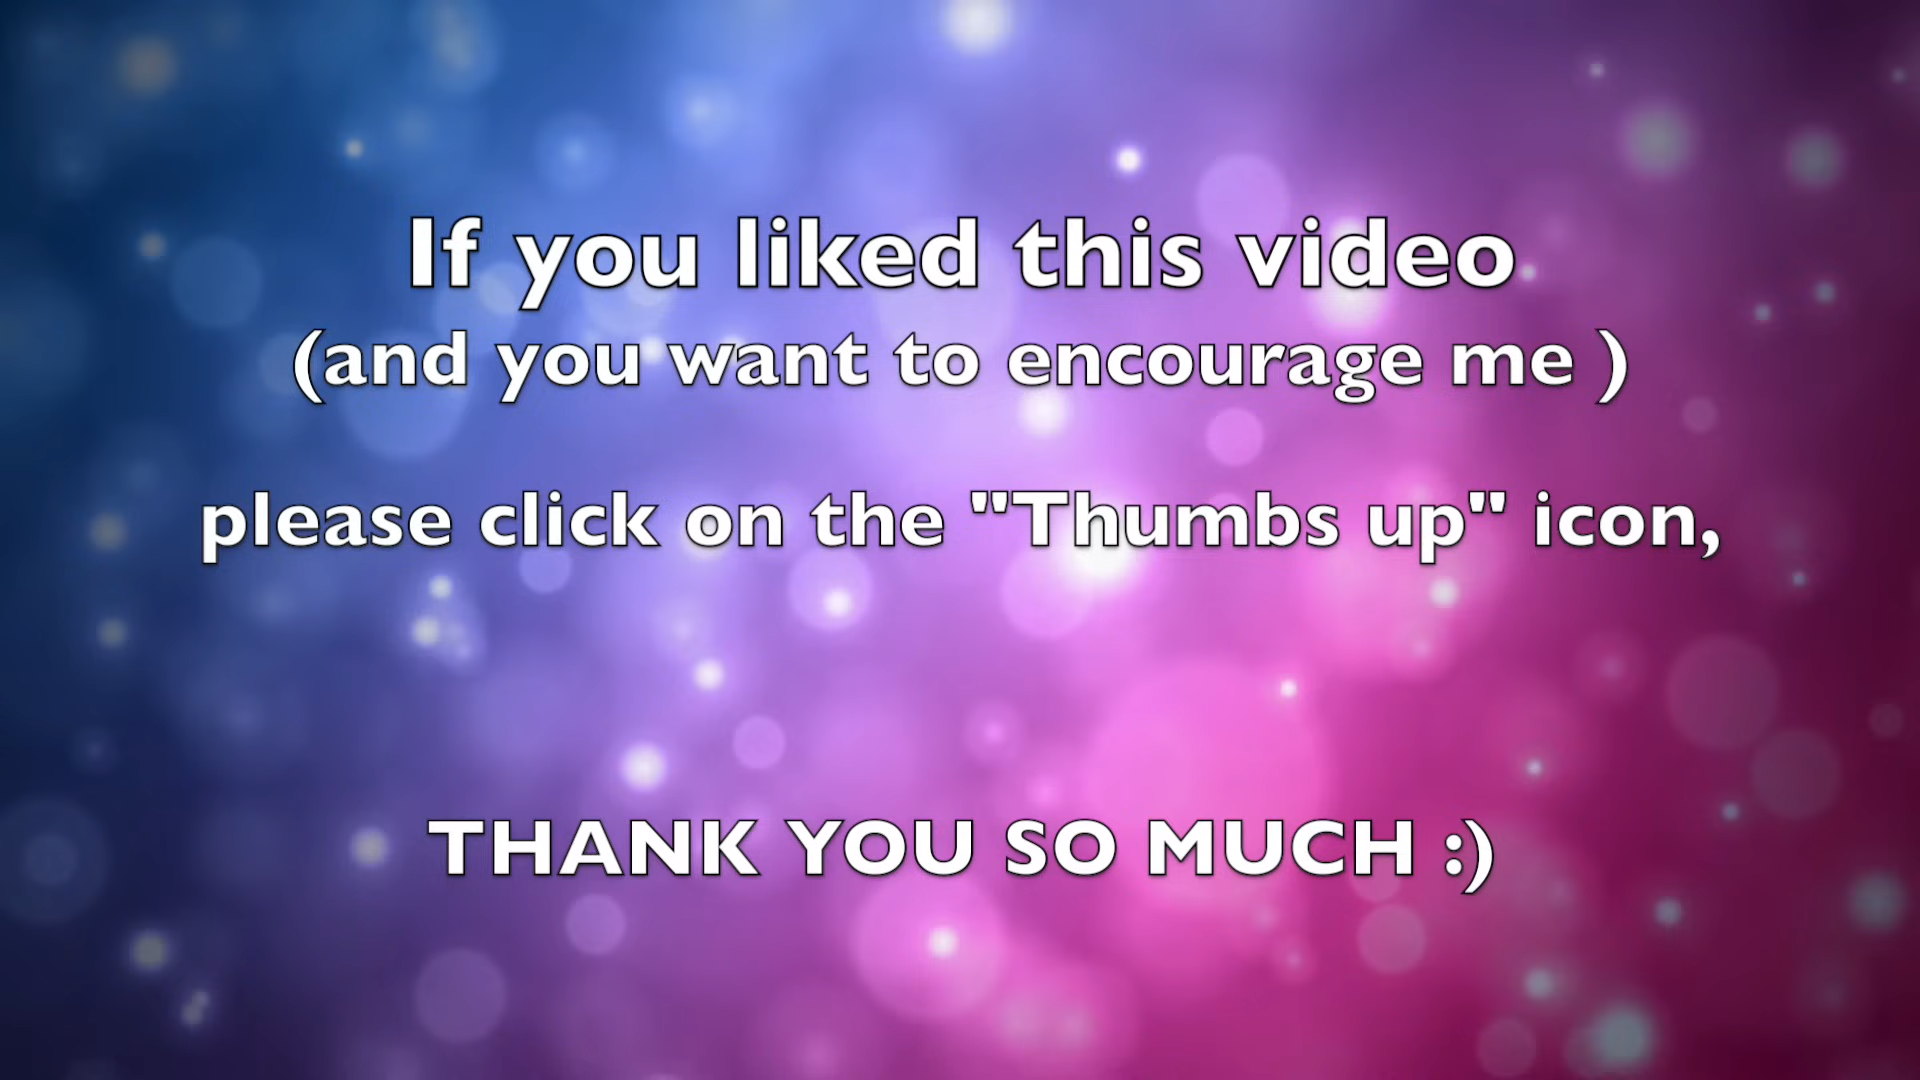 If you liked this video
(and you want to encourage me )
please click on the "Thumbs up" icon,
THANK YOU SO MUCH :)